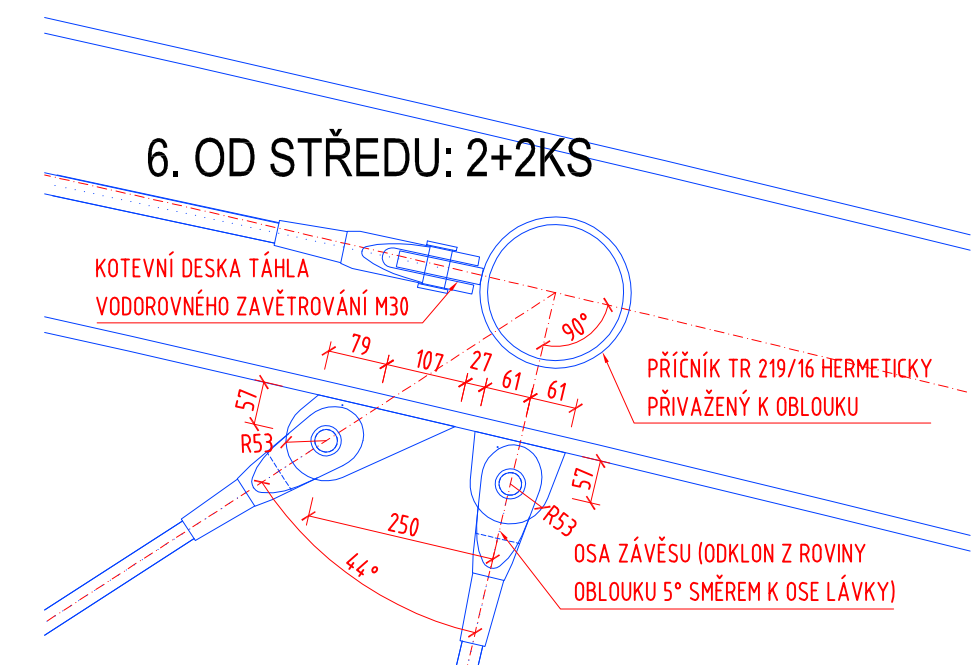 6. OD STŘEDU: 2+2KS
KOTEVNÍ DESKA TÁHLA
VODOROVNÉHO ZAVĚTROVÁNÍ M30
90°
79
107
27
61
61
PŘÍČNÍK TR 219/16 HERMETICKY
PŘIVAŽENÝ K OBLOUKU
57
R53
57
250
R53
44°
OSA ZÁVĚSU (ODKLON Z ROVINY
OBLOUKU 5° SMĚREM K OSE LÁVKY)